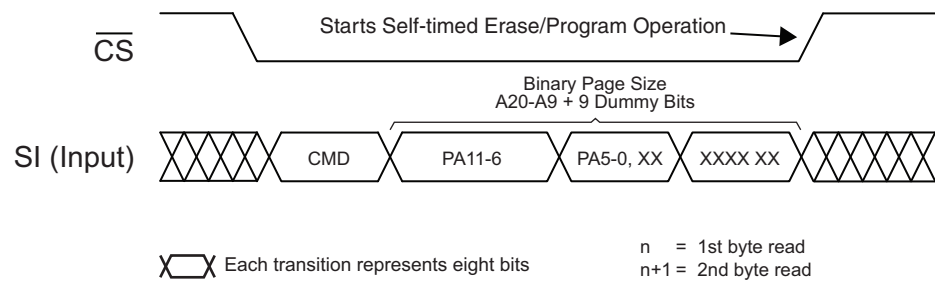 Starts Self-timed Erase/Program Operation
CS
Binary Page Size
A20-A9 + 9 Dummy Bits
SI (Input)
CMD
PA11-6
PA5-0, XX
XXXX XX
Each transition represents eight bits
n = 1st byte read
n+1 = 2nd byte read